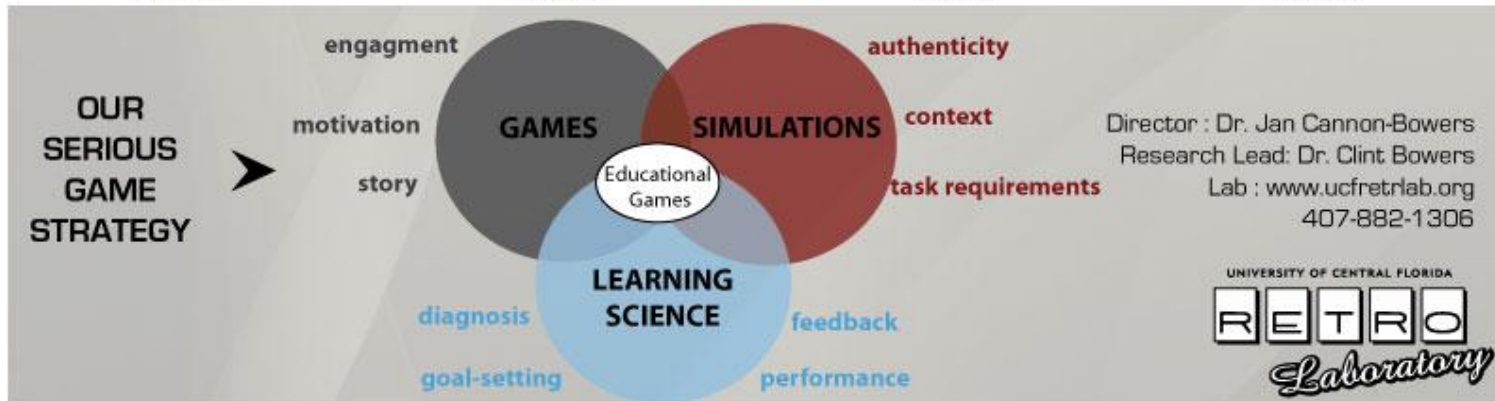 OUR
SERIOUS
GAME
STRATEGY
engagment
motivation
story
GAMES
SIMULATIONS
authenticity
context
task requirements
Educational
Games
LEARNING
SCIENCE
diagnosis
goal-setting
feedback
performance
Director : Dr. Jan Cannon-Bowers
Research Lead: Dr. Clint Bowers
Lab : www.ucfretrlab.org
407-882-1306
UNIVERSITY OF CENTRAL FLORIDA
RETRO
Laboratory